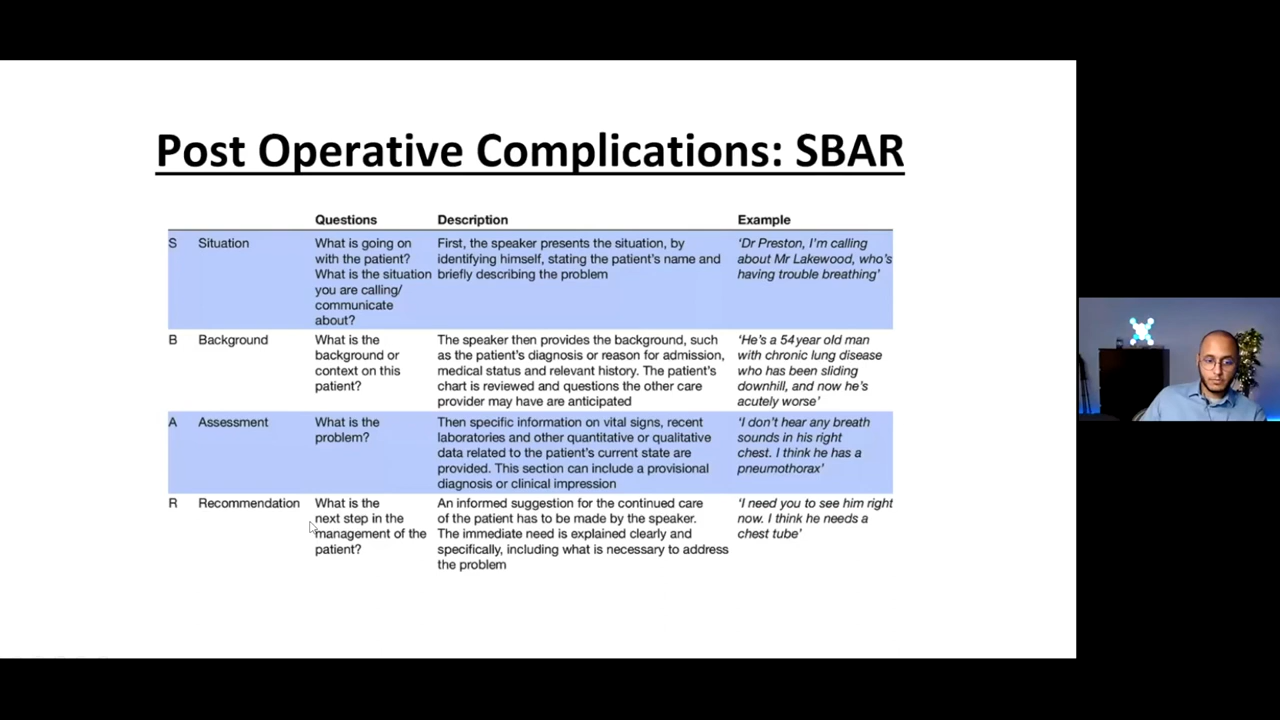 Post Operative Complications: SBAR
Questions Description Example
S Situation What is going on First, the speaker presents the situation, by ‘Dr Preston, I’m calling
with the patient? identifying himself, stating the patient’s name and about Mr Lakewood, who’s
What is the situation briefly describing the problem having trouble breathing’
you are calling/
communicate
about?
B Background What is the The speaker then provides the background, such ‘He’s a 54 year old man
background or as the patient’s diagnosis or reason for admission, with chronic lung disease
context on this medical status and relevant history. The patient’s who has been sliding
patient? chart is reviewed and questions the other care downhill, and now he’s
provider may have are anticipated acutely worse’
A Assessment What is the Then specific information on vital signs, recent ‘I don’t hear any breath
problem? laboratories and other quantitative or qualitative sounds in his right
data related to the patient’s current state are chest. I think he has a
provided. This section can include a provisional pneumothorax’
diagnosis or clinical impression
R Recommendation What is the An informed suggestion for the continued care ‘I need you to see him right
next step in the of the patient has to be made by the speaker. now. I think he needs a
management of the The immediate need is explained clearly and chest tube’
patient? specifically, including what is necessary to address
the problem